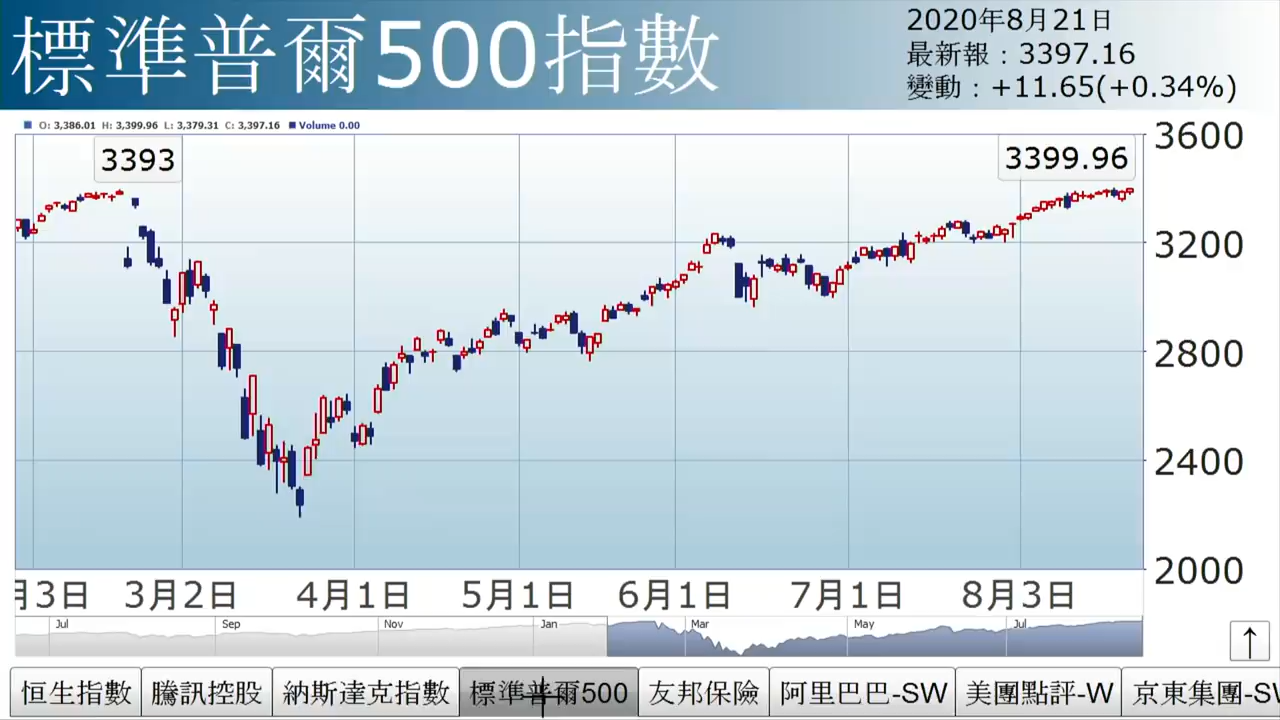 標準普爾500指數
2020年8月21日
最新報：3397.16
變動：+11.65(+0.34%)
O: 3,386.01 H: 3,399.96 L: 3,379.31 C: 3,397.16 Volume 0.00
3393
3399.96
3600
3200
2800
2400
2000
月3日 3月2日 4月1日 5月1日 6月1日 7月1日 8月3日
Jul Sep Nov Jan Mar May Jul
↑
恒生指數 騰訊控股 納斯達克指數 標準普爾500 友邦保險 阿里巴巴-SW 美團點評-W 京東集團-SW